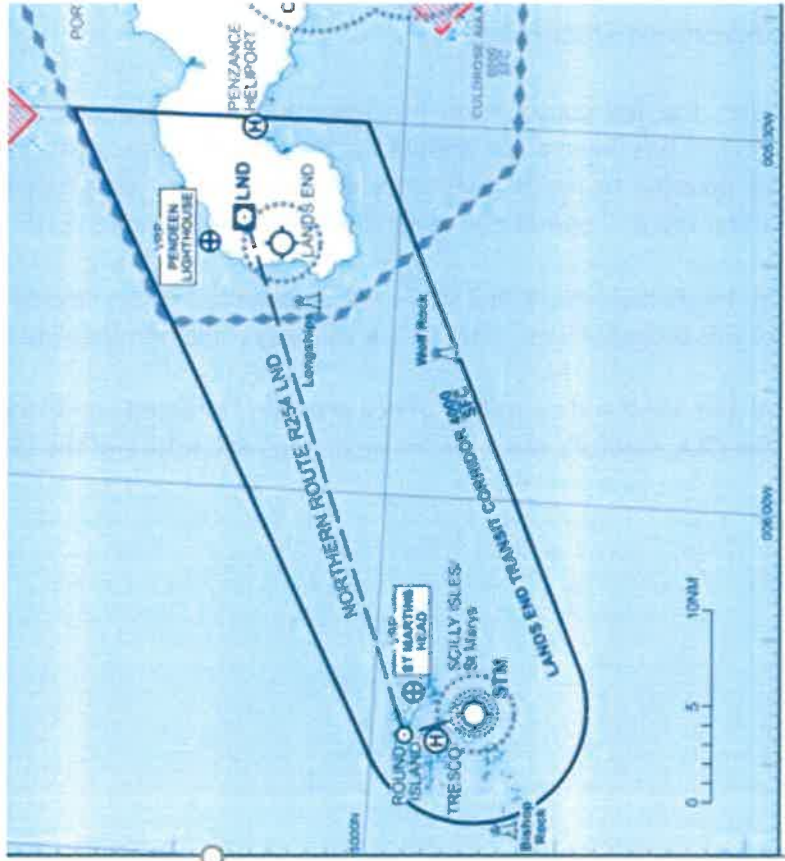 POR
C
PENZANCE
HELIPORT
VRP
PENDEEN
LIGHTHOUSE
LND
LANDS END
CULDROSE
SFC
005 30W
Longships
NORTHERN ROUTE R254 LND
Wolf Rock
LANDS END TRANSIT CORRIDOR 4000
SFC
006 00W
VRP
ST MARTINS
HEAD
SCILLY ISLES/
St Marys
STM
ROUND
ISLAND
TRESCO
Bishop
Rock
0 5 10NM